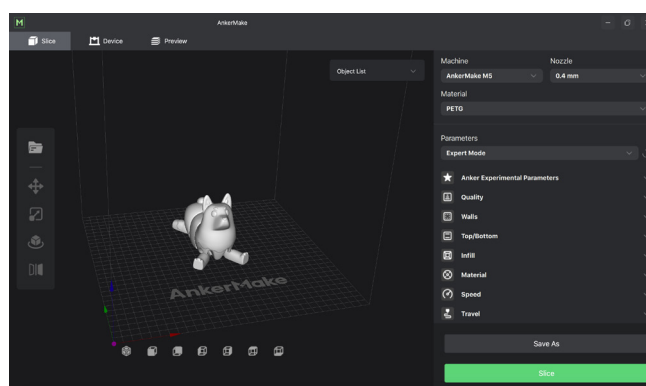 M
AnkerMake
Slice
Device
Preview
Object List
Machine
Nozzle
AnkerMake M5
0.4 mm
Material
PETG
Parameters
Expert Mode
Anker Experimental Parameters
Quality
Walls
Top/Bottom
Infill
Material
Speed
Travel
AnkerMake
Save As
Slice